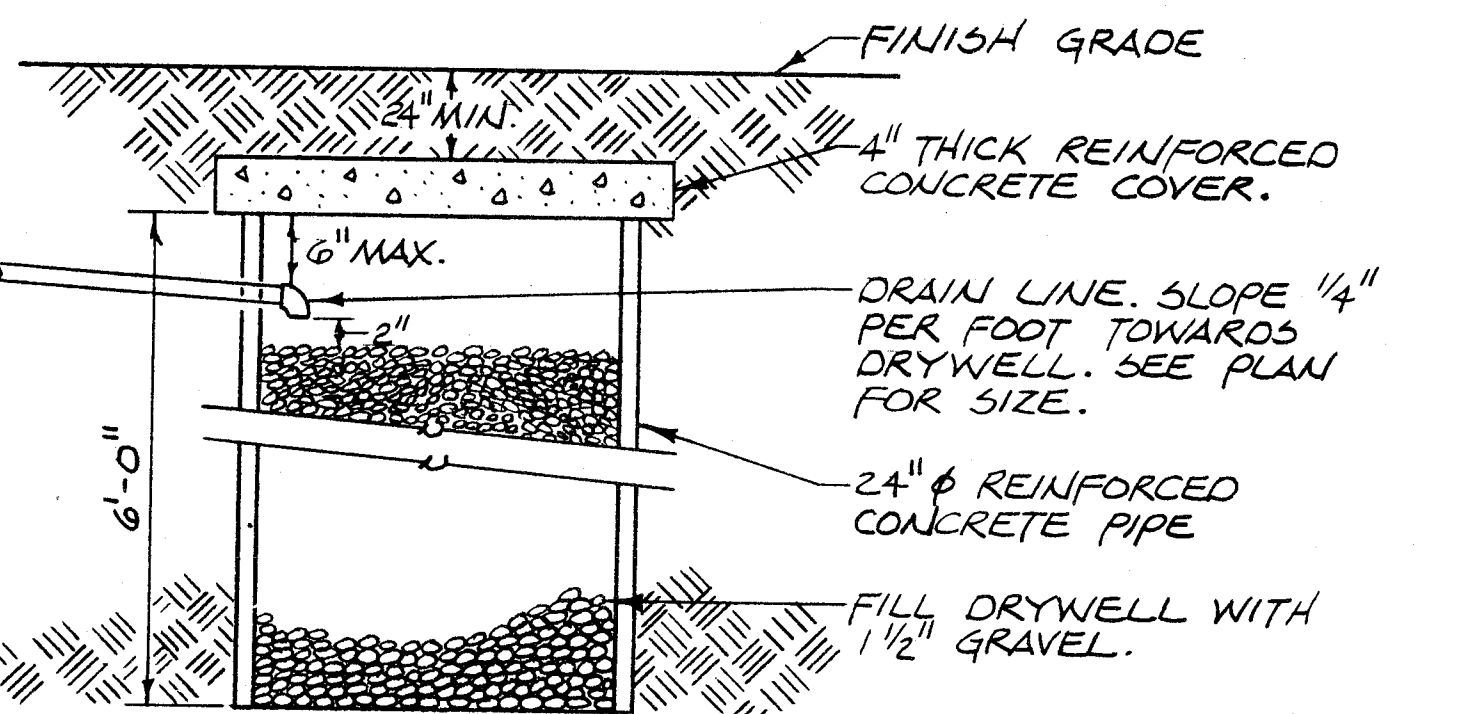 FINISH GRADE
24" MIN.
4" THICK REINFORCED
CONCRETE COVER.
6" MAX.
DRAIN LINE. SLOPE 1/4"
PER FOOT TOWARDS
DRYWELL. SEE PLAN
FOR SIZE.
2"
6'-0"
24" ϕ REINFORCED
CONCRETE PIPE
FILL DRYWELL WITH
1 1/2" GRAVEL.